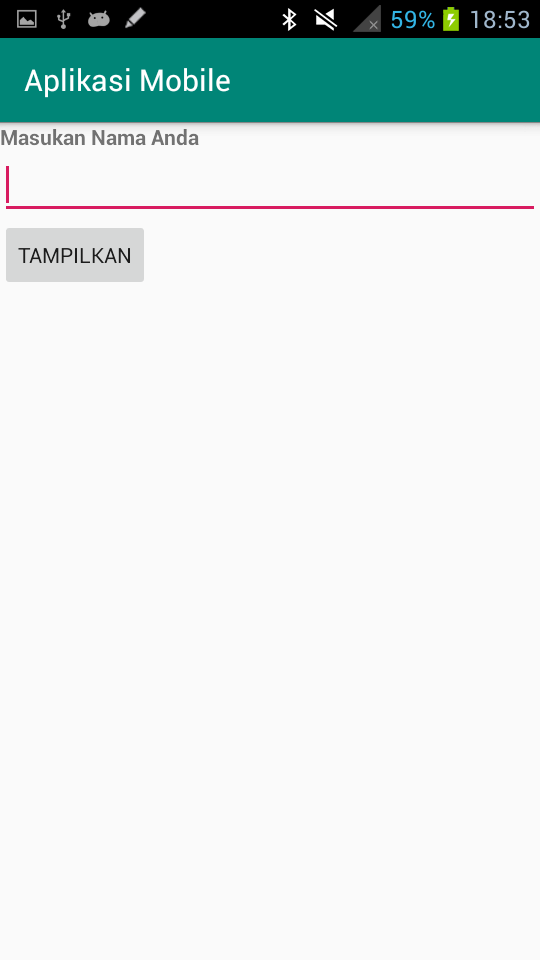 59% 18:53
Aplikasi Mobile
Masukan Nama Anda
TAMPILKAN